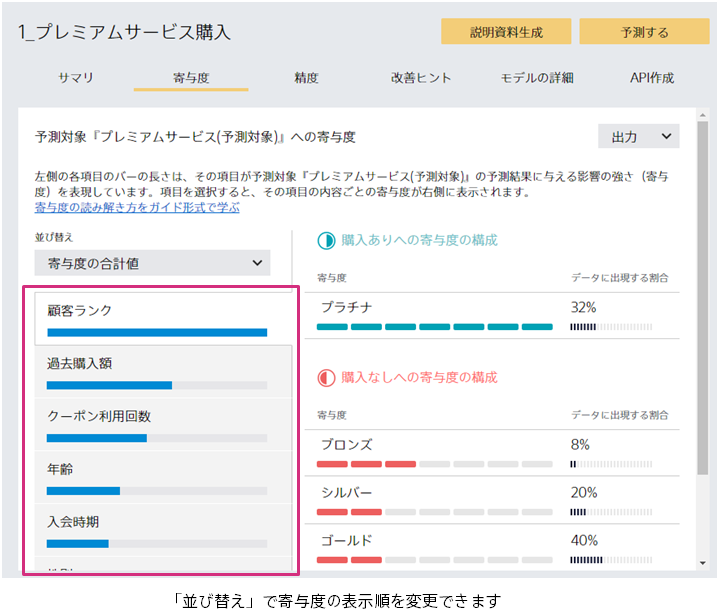 1_プレミアムサービス購入
説明資料生成
予測する
サマリ
寄与度
精度
改善ヒント
モデルの詳細
API作成
予測対象『プレミアムサービス(予測対象)』への寄与度
出力
左側の各項目のバーの長さは、その項目が予測対象『プレミアムサービス(予測対象)』の予測結果に与える影響の強さ（寄与
度）を表現しています。項目を選択すると、その項目の内容ごとの寄与度が右側に表示されます。
寄与度の読み解き方をガイド形式で学ぶ
並び替え
寄与度の合計値
顧客ランク
過去購入額
クーポン利用回数
年齢
入会時期
購入ありへの寄与度の構成
寄与度
データに出現する割合
プラチナ
32%
購入なしへの寄与度の構成
寄与度
データに出現する割合
ブロンズ
8%
シルバー
20%
ゴールド
40%
「並び替え」で寄与度の表示順を変更できます